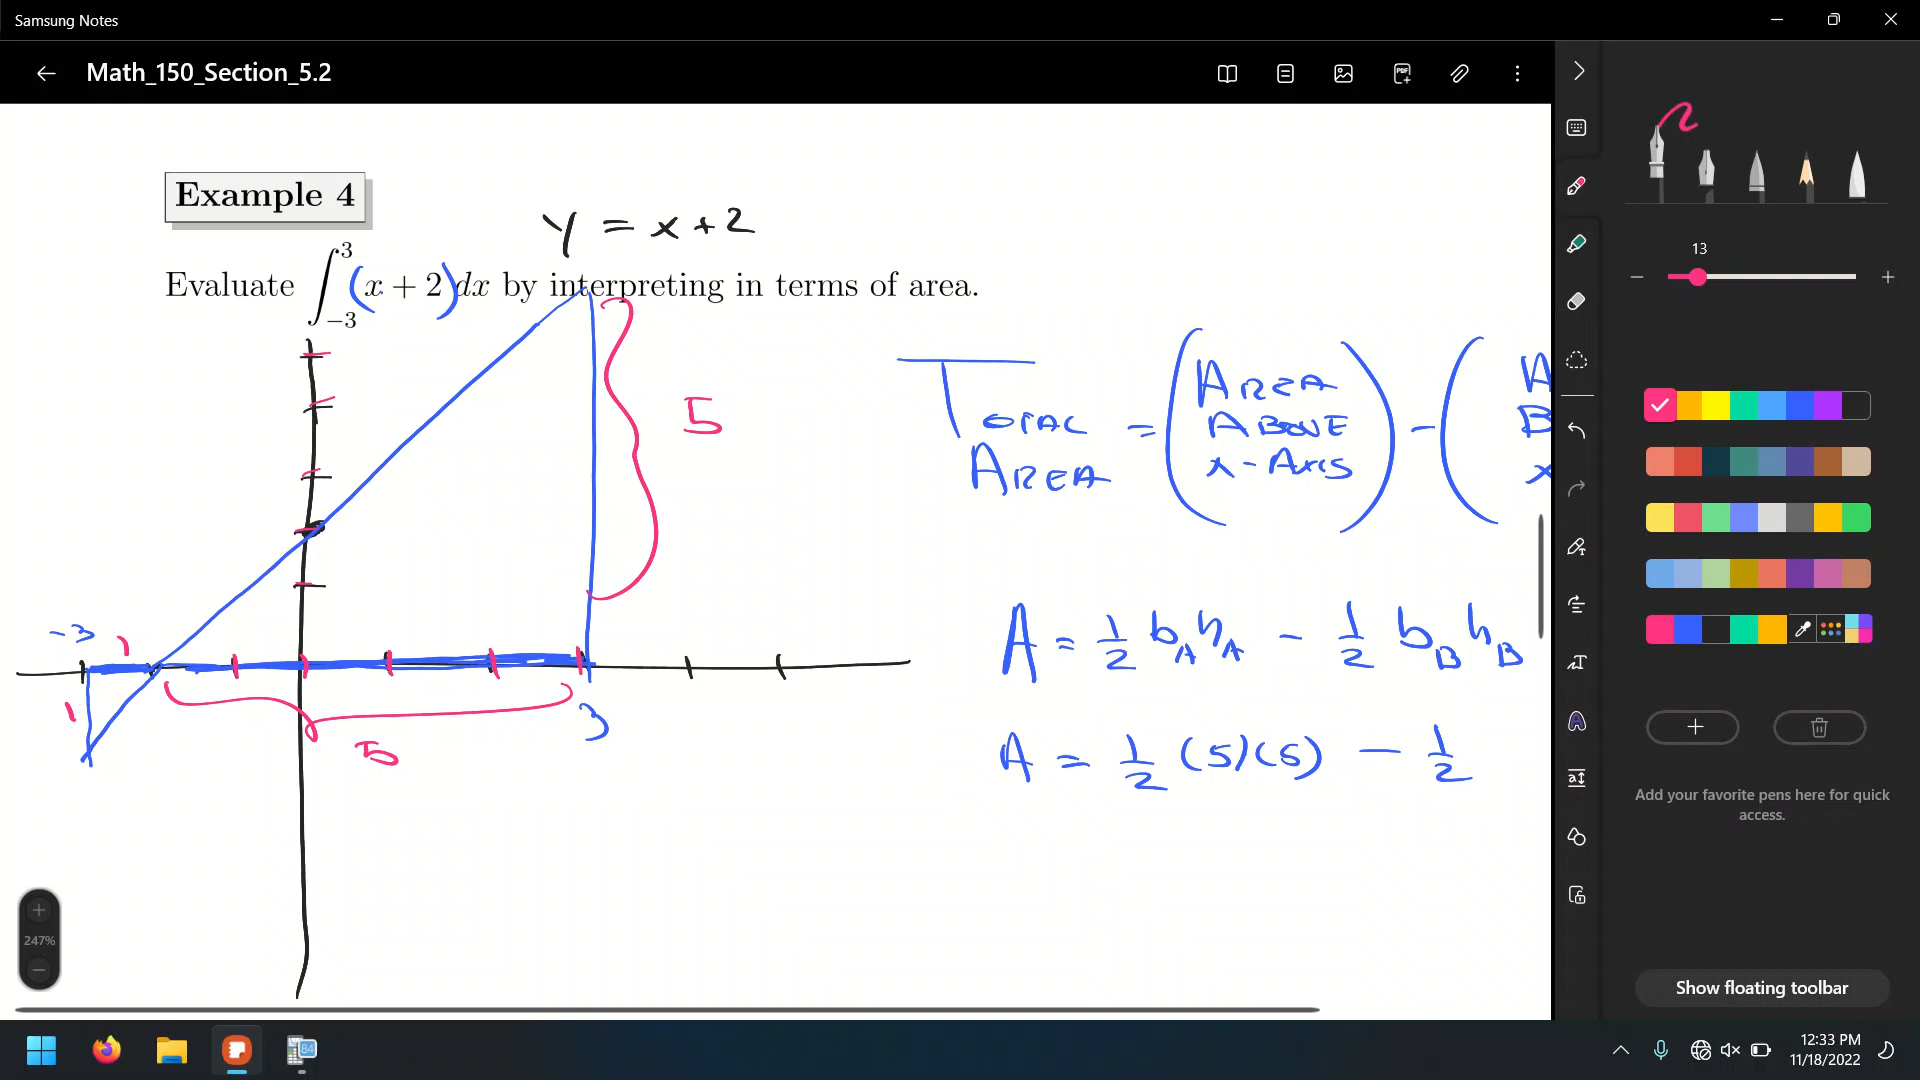 Samsung Notes
Math_150_Section_5.2
Example 4
y = x+2
Evaluate ∫_{-3}^{3} (x + 2) dx by interpreting in terms of area.
5
TOTAL AREA = (AREA ABOVE x-AXIS) - (
A = 1/2 b_A h_A - 1/2 b_B h_B
-3
1
1
5
3
A = 1/2 (5)(5) - 1/2
247%
13
Add your favorite pens here for quick
access.
Show floating toolbar
PDF
84
12:33 PM
11/18/2022